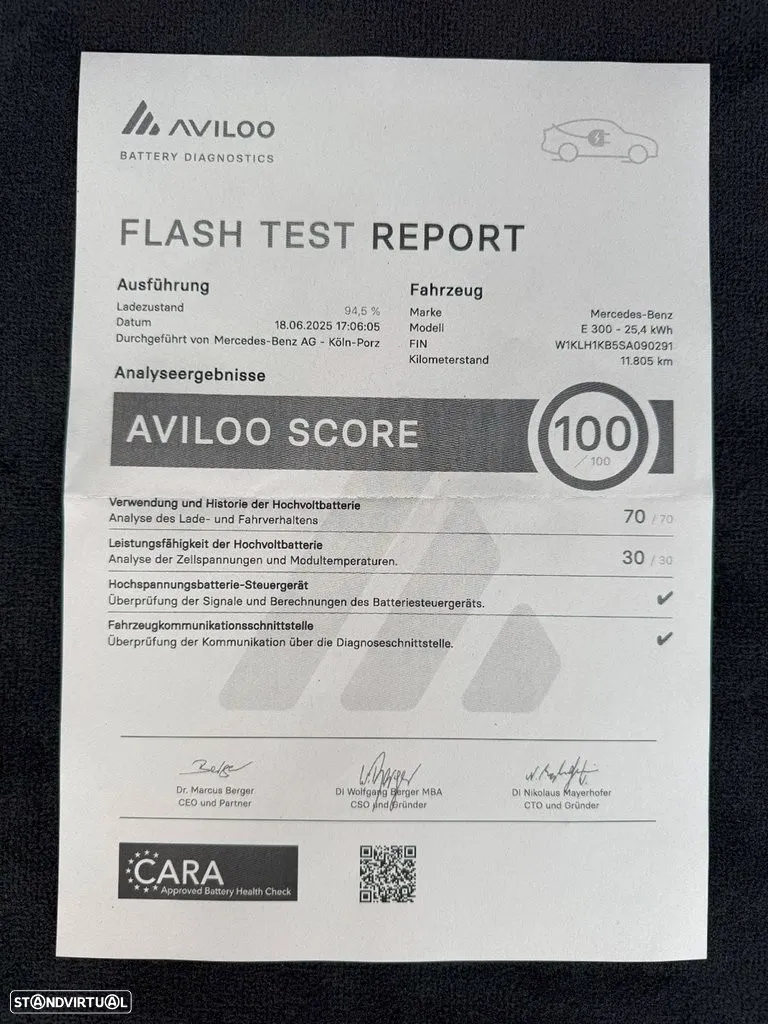 AVILOO
BATTERY DIAGNOSTICS
FLASH TEST REPORT
Ausführung
Ladezustand 94,5 %
Datum 18.06.2025 17:06:05
Durchgeführt von Mercedes-Benz AG - Köln-Porz
Fahrzeug
Marke Mercedes-Benz
Modell E 300 - 25,4 kWh
FIN W1KLH1KB5SA090291
Kilometerstand 11.805 km
Analyseergebnisse
AVILOO SCORE 100 / 100
Verwendung und Historie der Hochvoltbatterie
Analyse des Lade- und Fahrverhaltens 70 / 70
Leistungsfähigkeit der Hochvoltbatterie
Analyse der Zellspannungen und Modultemperaturen. 30 / 30
Hochspannungsbatterie-Steuergerät
Überprüfung der Signale und Berechnungen des Batteriesteuergeräts.
Fahrzeugkommunikationsschnittstelle
Überprüfung der Kommunikation über die Diagnoseschnittstelle.
Dr. Marcus Berger
CEO und Partner
DI Wolfgang Berger MBA
CSO und Gründer
DI Nikolaus Mayerhofer
CTO und Gründer
CARA
Approved Battery Health Check
STANDVIRTUAL